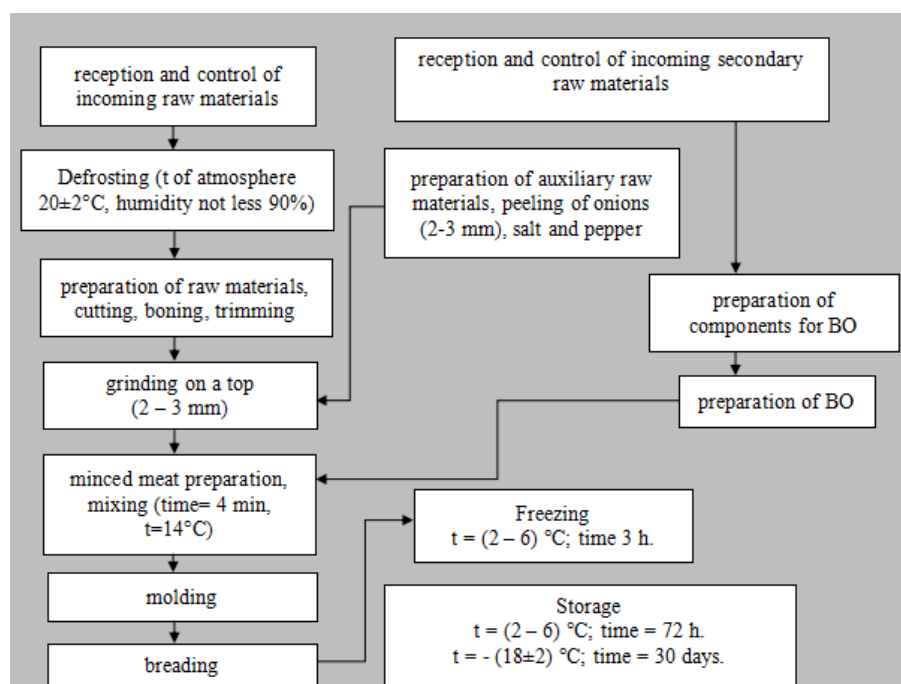 reception and control of
incoming raw materials
reception and control of incoming secondary
raw materials
Defrosting (t of atmosphere
20±2°C, humidity not less 90%)
preparation of auxiliary raw
materials, peeling of onions
(2-3 mm), salt and pepper
preparation of raw materials,
cutting, boning, trimming
preparation of
components for BO
grinding on a top
(2 – 3 mm)
preparation of BO
minced meat preparation,
mixing (time= 4 min,
t=14°C)
Freezing
t = (2 – 6) °C; time 3 h.
molding
Storage
t = (2 – 6) °C; time = 72 h.
t = - (18±2) °C; time = 30 days.
breading